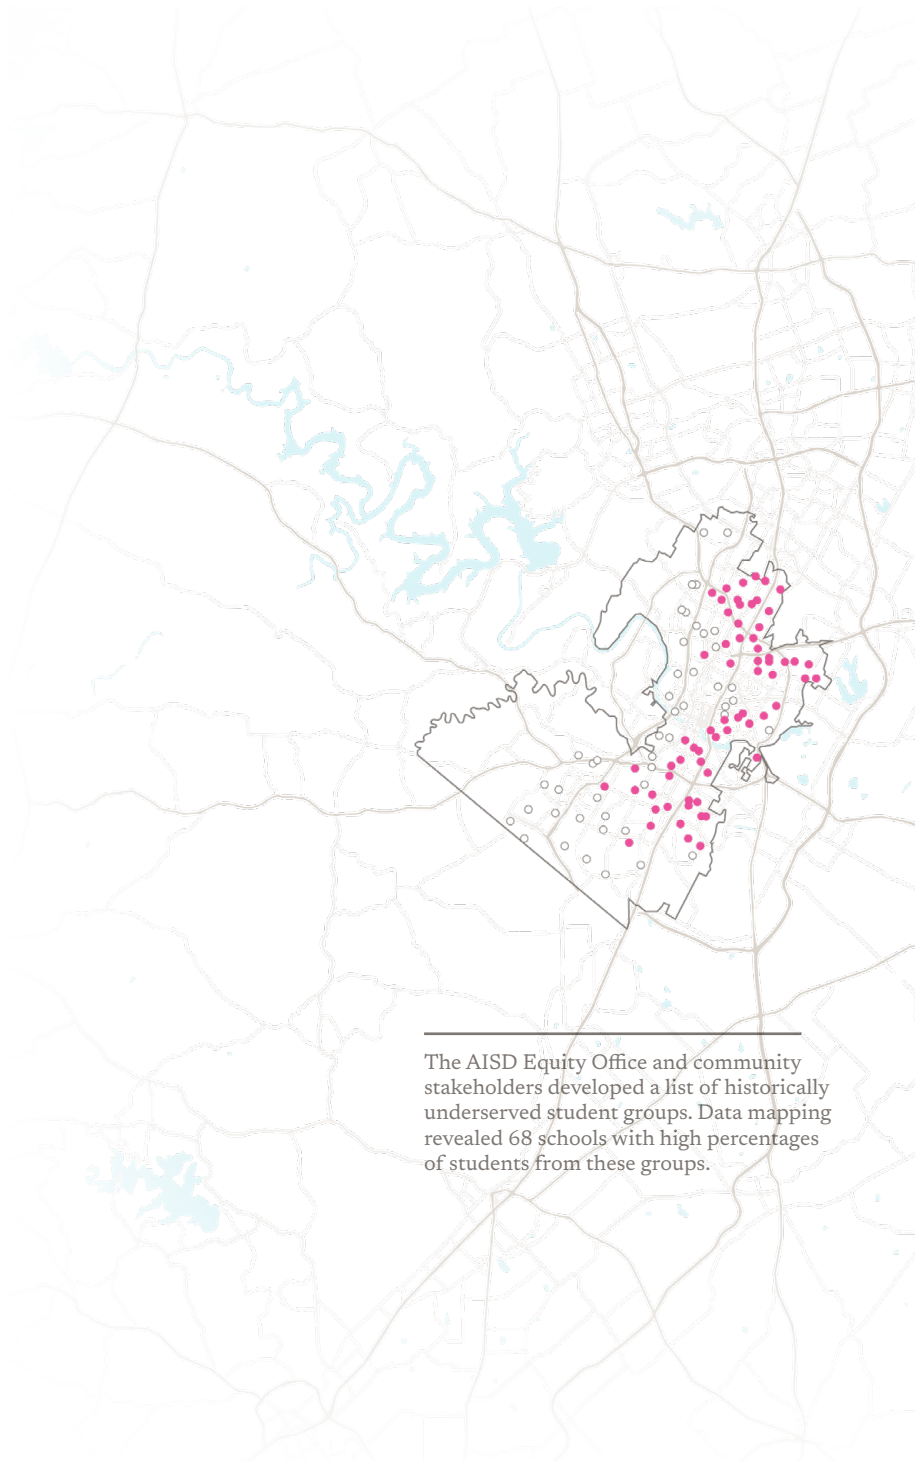 The AISD Equity Office and community
stakeholders developed a list of historically
underserved student groups. Data mapping
revealed 68 schools with high percentages
of students from these groups.